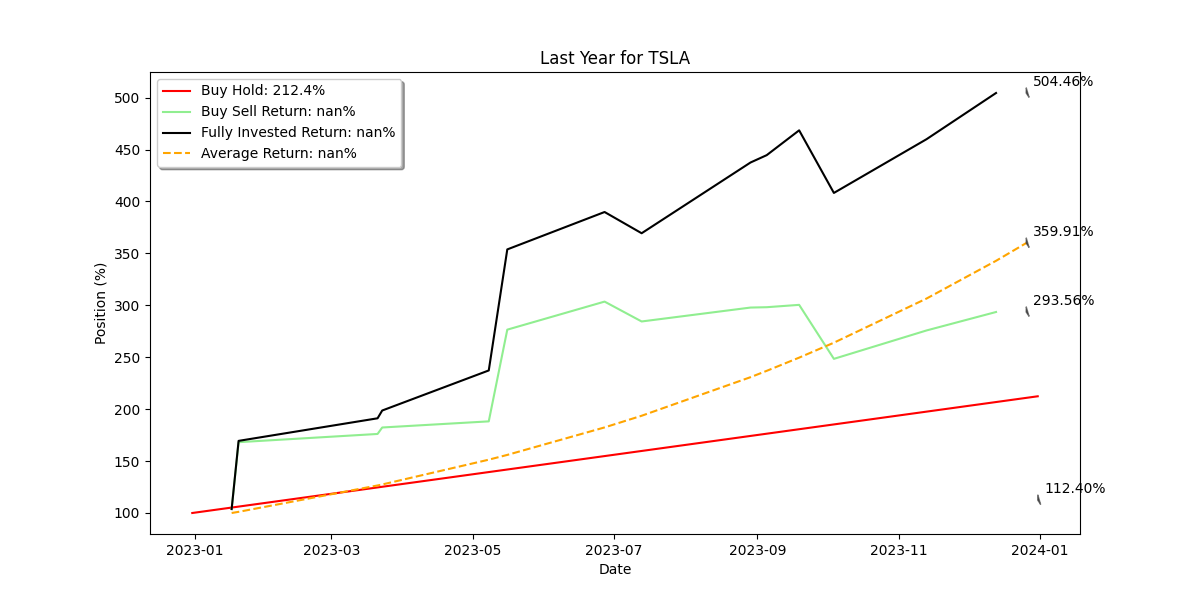 Last Year for TSLA
Buy Hold: 212.4%
Buy Sell Return: nan%
Fully Invested Return: nan%
Average Return: nan%
504.46%
359.91%
293.56%
112.40%
Position (%)
500
450
400
350
300
250
200
150
100
2023-01
2023-03
2023-05
2023-07
2023-09
2023-11
2024-01
Date